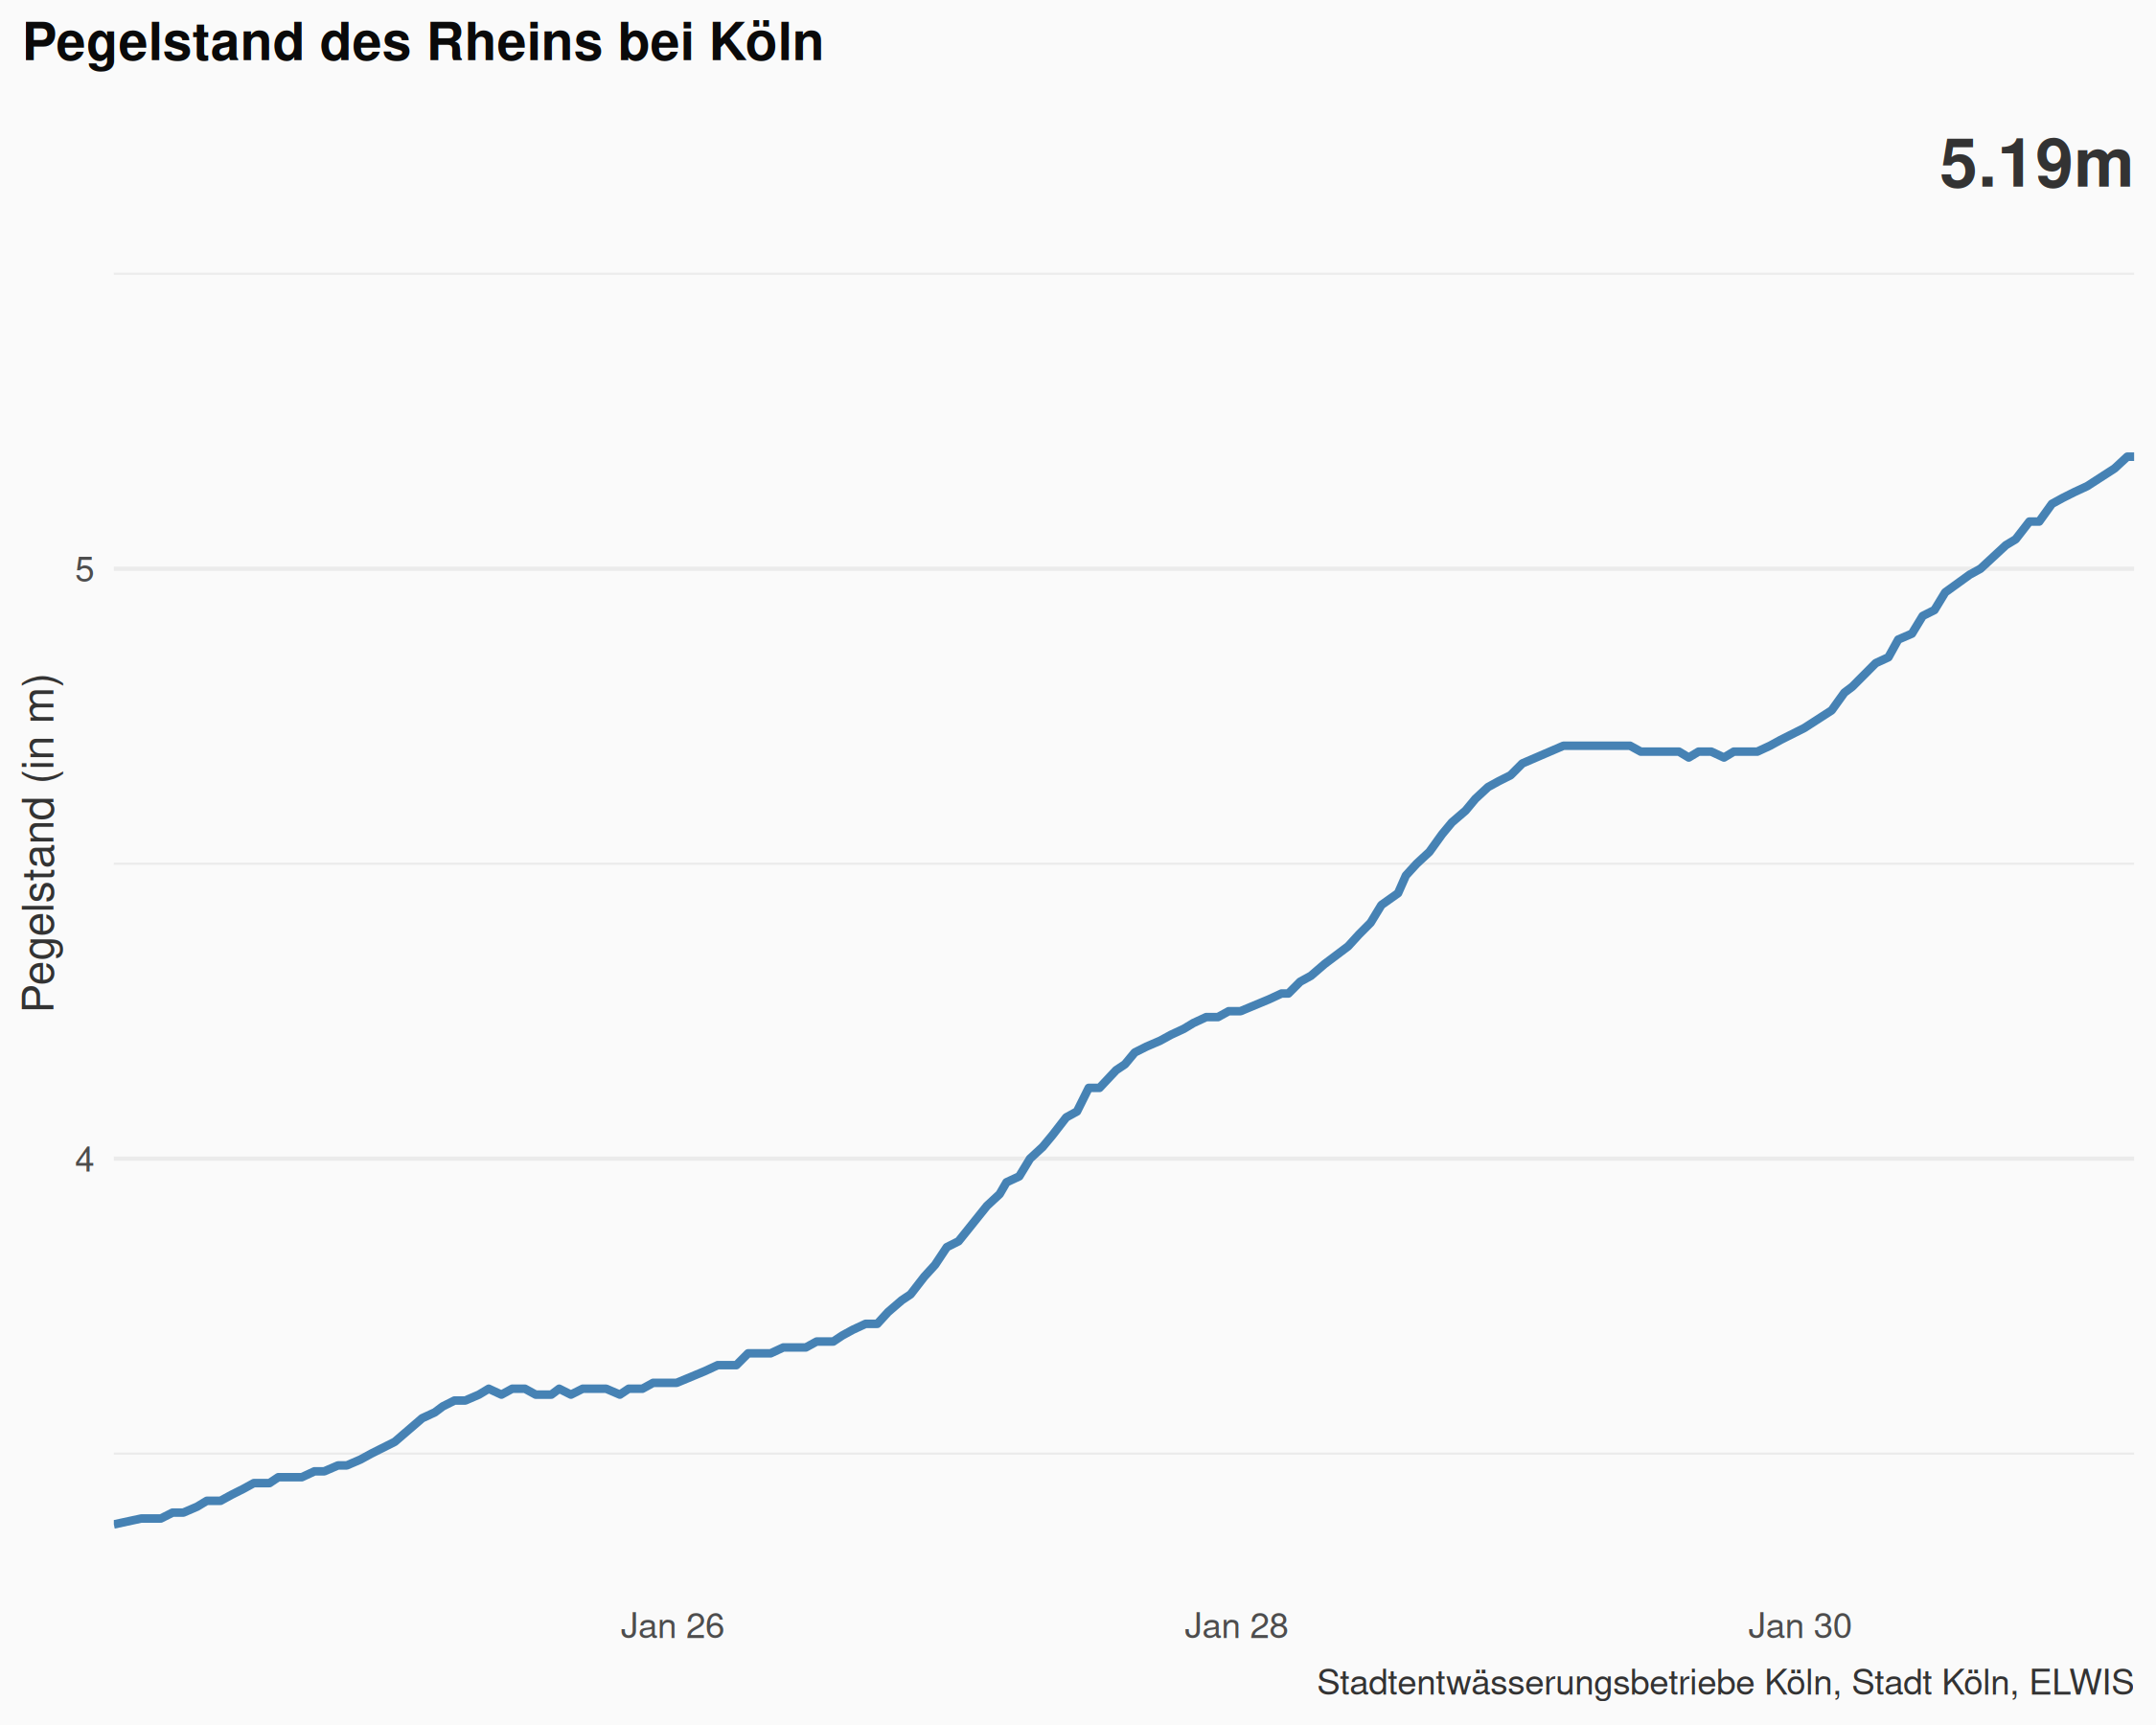 Pegelstand des Rheins bei Köln
5.19m
Pegelstand (in m)
5
4
Jan 26 Jan 28 Jan 30
Stadtentwässerungsbetriebe Köln, Stadt Köln, ELWIS